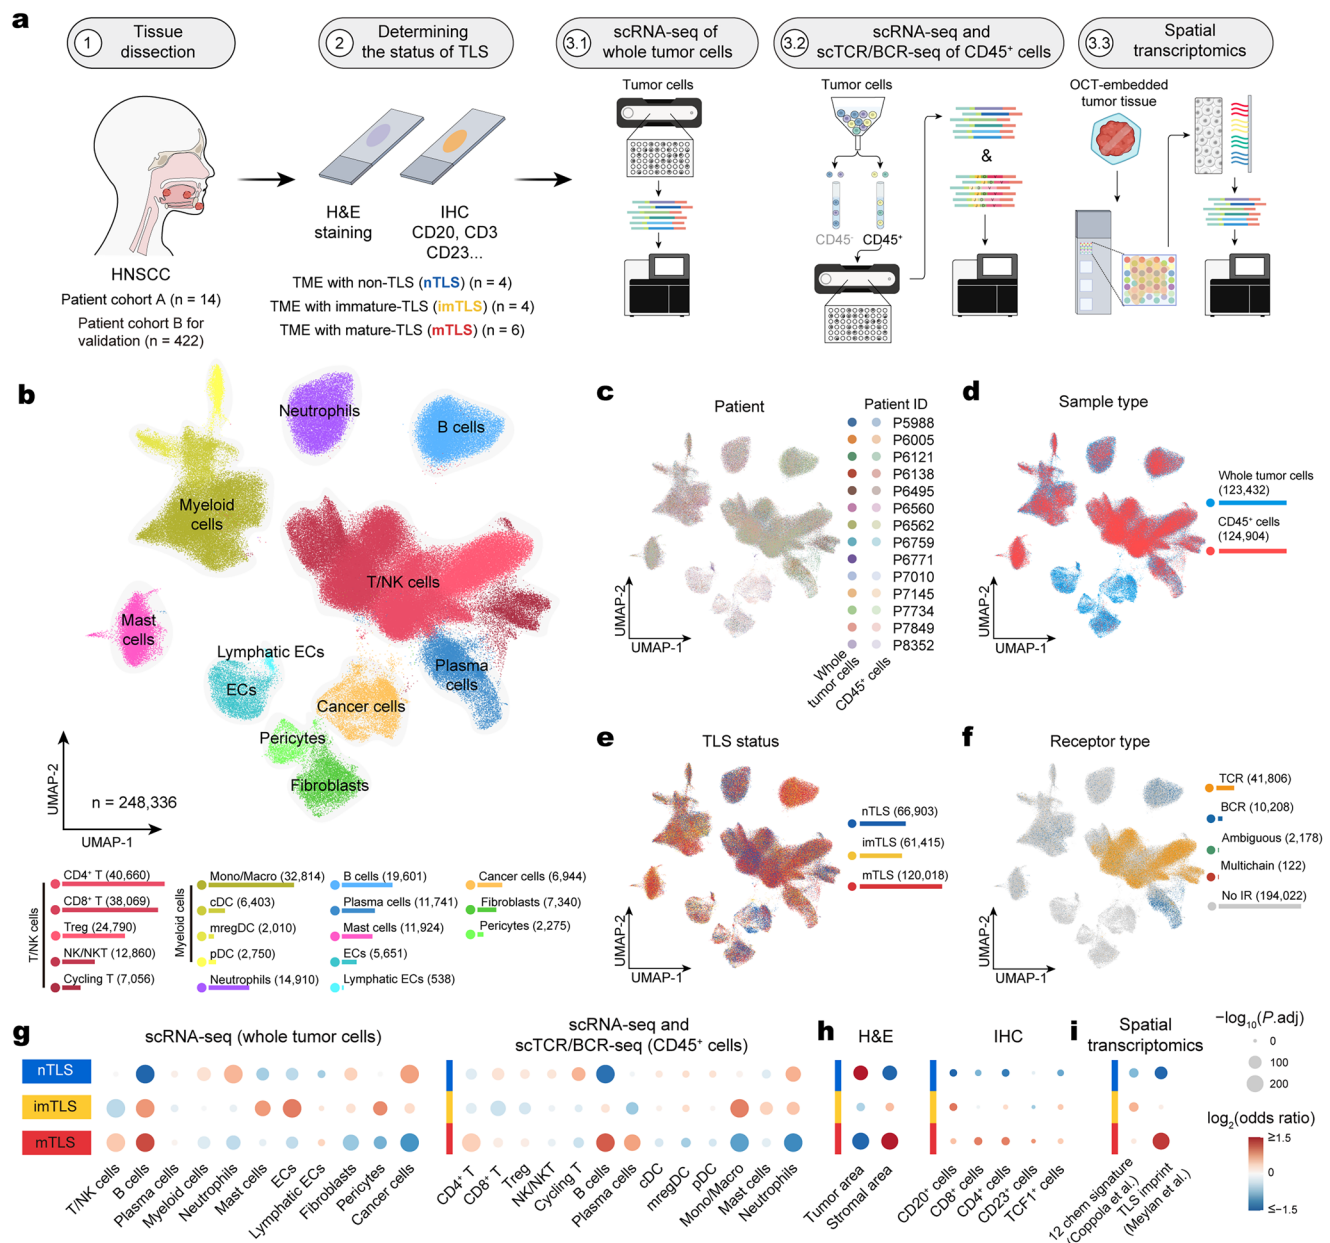 a
1 Tissue dissection
2 Determining the status of TLS
3.1 scRNA-seq of whole tumor cells
3.2 scRNA-seq and scTCR/BCR-seq of CD45⁺ cells
3.3 Spatial transcriptomics
HNSCC
Patient cohort A (n = 14)
Patient cohort B for
validation (n = 422)
H&E
staining
IHC
CD20, CD3
CD23...
TME with non-TLS (nTLS) (n = 4)
TME with immature-TLS (imTLS) (n = 4)
TME with mature-TLS (mTLS) (n = 6)
Tumor cells
Tumor cells
CD45⁻
CD45⁺
&
OCT-embedded
tumor tissue
b
Neutrophils
B cells
Myeloid
cells
T/NK cells
Mast
cells
Lymphatic ECs
ECs
Plasma
cells
Cancer cells
Pericytes
Fibroblasts
UMAP-2
n = 248,336
UMAP-1
T/NK cells
CD4⁺ T (40,660)
CD8⁺ T (38,069)
Treg (24,790)
NK/NKT (12,860)
Cycling T (7,056)
Myeloid cells
Mono/Macro (32,814)
cDC (6,403)
mregDC (2,010)
pDC (2,750)
Neutrophils (14,910)
B cells (19,601)
Plasma cells (11,741)
Mast cells (11,924)
ECs (5,651)
Lymphatic ECs (538)
Cancer cells (6,944)
Fibroblasts (7,340)
Pericytes (2,275)
c
Patient
Patient ID
P5988
P6005
P6121
P6138
P6495
P6560
P6562
P6759
P6771
P7010
P7145
P7734
P7849
P8352
Whole
tumor cells
CD45⁺ cells
UMAP-2
UMAP-1
d
Sample type
Whole tumor cells
(123,432)
CD45⁺ cells
(124,904)
UMAP-2
UMAP-1
e
TLS status
nTLS (66,903)
imTLS (61,415)
mTLS (120,018)
UMAP-2
UMAP-1
f
Receptor type
TCR (41,806)
BCR (10,208)
Ambiguous (2,178)
Multichain (122)
No IR (194,022)
UMAP-2
UMAP-1
g
scRNA-seq (whole tumor cells)
scRNA-seq and
scTCR/BCR-seq (CD45⁺ cells)
nTLS
imTLS
mTLS
T/NK cells
B cells
Plasma cells
Myeloid cells
Neutrophils
Mast cells
ECs
Lymphatic ECs
Fibroblasts
Pericytes
Cancer cells
CD4⁺ T
CD8⁺ T
Treg
NK/NKT
Cycling T
B cells
Plasma cells
cDC
mregDC
pDC
Mono/Macro
Mast cells
Neutrophils
h
H&E
IHC
Tumor area
Stromal area
CD20⁺ cells
CD8⁺ cells
CD4⁺ cells
CD23⁺ cells
TCF1⁺ cells
i
Spatial
transcriptomics
12 chem signature
(Coppola et al.)
TLS imprint
(Meylan et al.)
−log₁₀(P.adj)
0
100
200
log₂(odds ratio)
≥1.5
0
≤−1.5